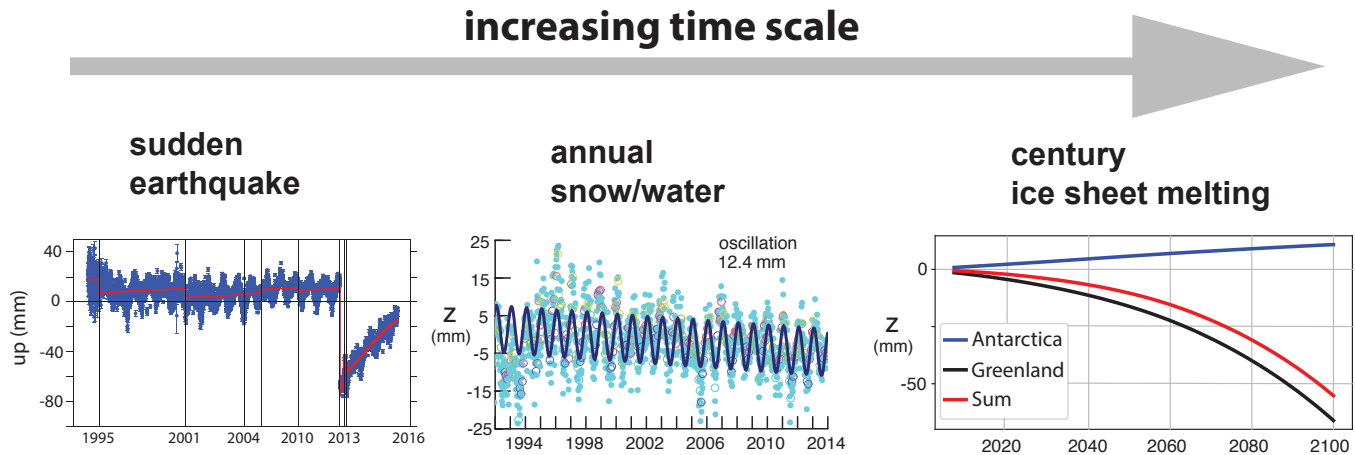 increasing time scale
sudden
earthquake
annual
snow/water
century
ice sheet melting
40
0
-40
-80
up (mm)
1995
2001
2004
2010
2013
2016
25
15
5
-5
-15
-25
Z
(mm)
oscillation
12.4 mm
1994
1998
2002
2006
2010
2014
0
-50
Z
(mm)
Antarctica
Greenland
Sum
2020
2040
2060
2080
2100